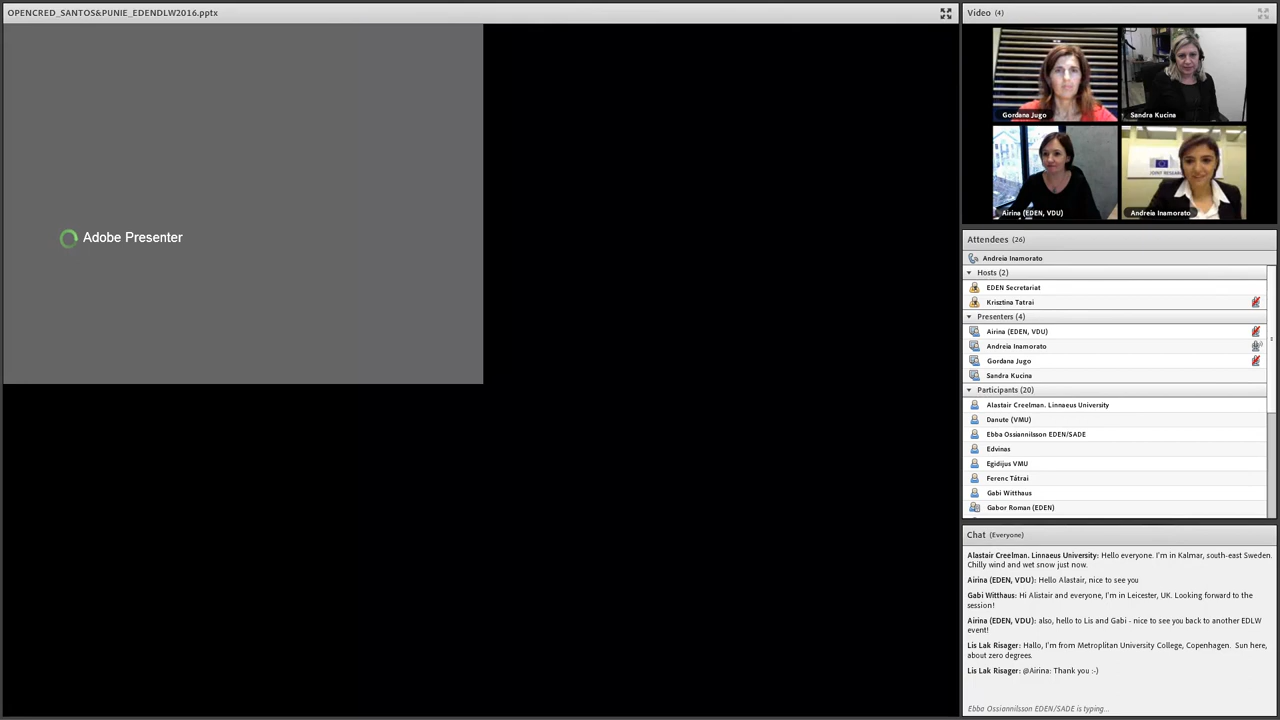 OPENCRED_SANTOS&PUNIE_EDENDLW2016.pptx
Adobe Presenter
Video (4)
Gordana Jugo
Sandra Kucina
Airina (EDEN, VDU)
JOINT RESEAR
Andreia Inamorato
Attendees (26)
Andreia Inamorato
Hosts (2)
EDEN Secretariat
Krisztina Tatrai
Presenters (4)
Airina (EDEN, VDU)
Andreia Inamorato
Gordana Jugo
Sandra Kucina
Participants (20)
Alastair Creelman. Linnaeus University
Danute (VMU)
Ebba Ossiannilsson EDEN/SADE
Edvinas
Egidijus VMU
Ferenc Tátrai
Gabi Witthaus
Gabor Roman (EDEN)
Chat (Everyone)
Alastair Creelman. Linnaeus University: Hello everyone. I'm in Kalmar, south-east Sweden.
Chilly wind and wet snow just now.
Airina (EDEN, VDU): Hello Alastair, nice to see you
Gabi Witthaus: Hi Alistair and everyone, I'm in Leicester, UK. Looking forward to the
session!
Airina (EDEN, VDU): also, hello to Lis and Gabi - nice to see you back to another EDLW
event!
Lis Lak Risager: Hallo, I'm from Metroplitan University College, Copenhagen. Sun here,
about zero degrees.
Lis Lak Risager: @Airina: Thank you :-)
Ebba Ossiannilsson EDEN/SADE is typing...